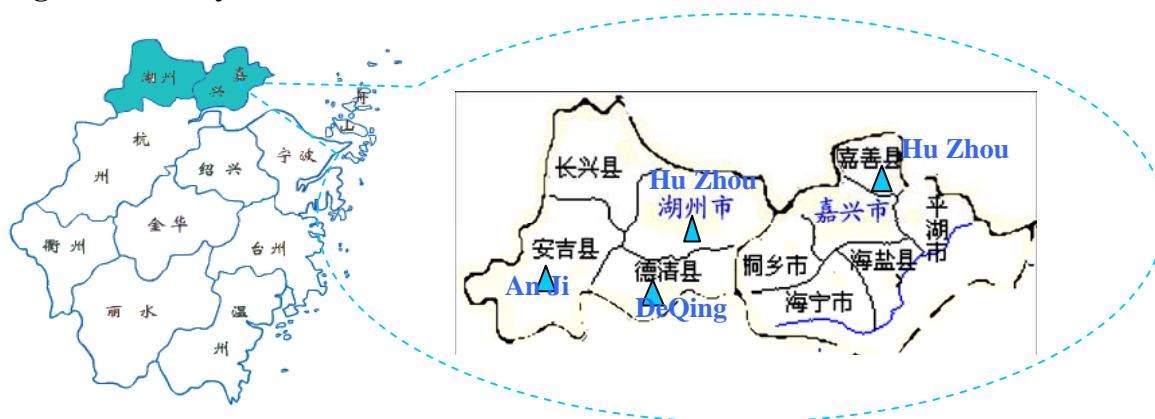 湖州
嘉兴
杭州
绍兴
宁波
舟山
衢州
金华
台州
丽水
温州
长兴县
Hu Zhou
湖州市
安吉县
An Ji
德清县
DeQing
嘉善县
Hu Zhou
嘉兴市
平湖市
桐乡市
海盐县
海宁市